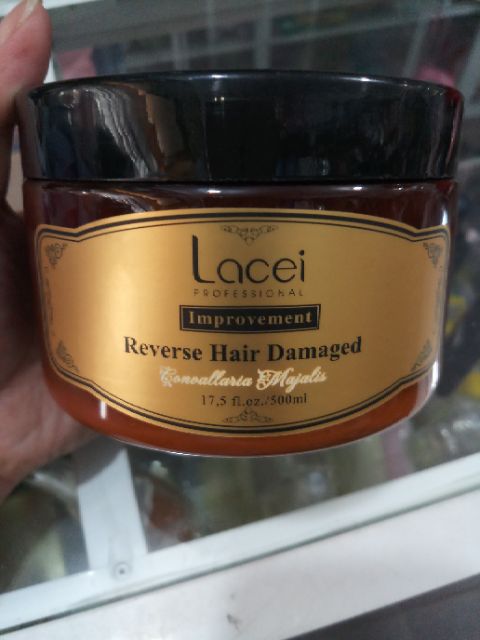 Lacei
PROFESSIONAL
Improvement
Reverse Hair Damaged
Convallaria Majalis
17,5 fl.oz./500ml